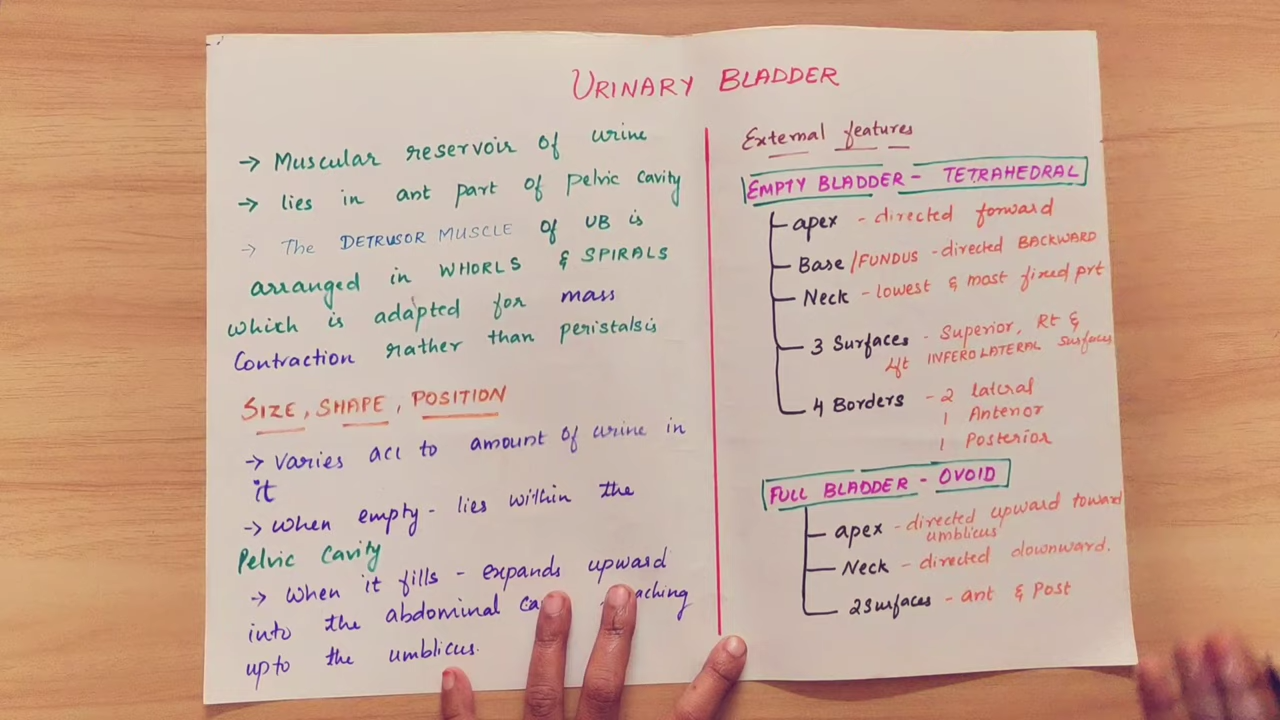 URINARY BLADDER
→ Muscular reservoir of urine
→ lies in ant part of pelvic cavity
→ The DETRUSOR MUSCLE of UB is
arranged in WHORLS & SPIRALS
which is adapted for mass
Contraction rather than peristalsis
SIZE, SHAPE, POSITION
→ Varies acc to amount of urine in
it
→ When empty - lies within the
Pelvic Cavity
→ When it fills - expands upward
into the abdominal
upto the umblicus.
External features
EMPTY BLADDER - TETRAHEDRAL
apex - directed forward
Base/FUNDUS - directed BACKWARD
Neck - lowest & most fixed prt
3 Surfaces - Superior, Rt &
Lft INFEROLATERAL Surfaces
4 Borders - 2 lateral
1 Anterior
1 Posterior
FULL BLADDER - OVOID
apex - directed upward toward
umblicus
Neck - directed downward.
2 Surfaces - ant & Post